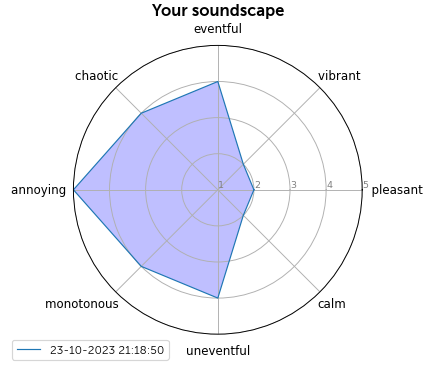 Your soundscape
eventful
chaotic
vibrant
annoying
1 2 3 4 5
pleasant
monotonous
calm
23-10-2023 21:18:50
uneventful